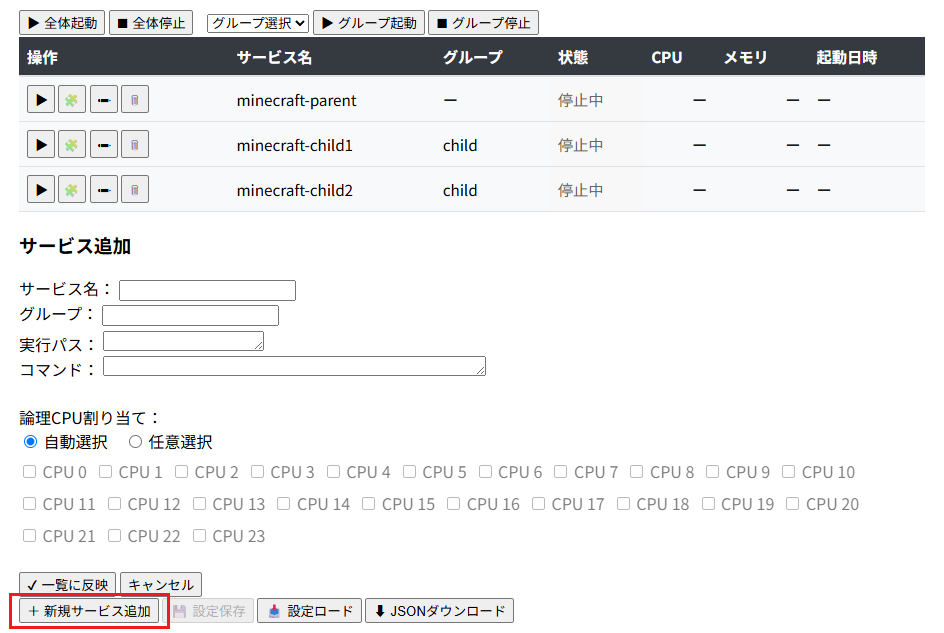 ▶ 全体起動 ■ 全体停止 グループ選択 ▶ グループ起動 ■ グループ停止
操作 サービス名 グループ 状態 CPU メモリ 起動日時
minecraft-parent ー 停止中 ー ー ー
minecraft-child1 child 停止中 ー ー ー
minecraft-child2 child 停止中 ー ー ー
サービス追加
サービス名：
グループ：
実行パス：
コマンド：
論理CPU割り当て：
自動選択 任意選択
CPU 0 CPU 1 CPU 2 CPU 3 CPU 4 CPU 5 CPU 6 CPU 7 CPU 8 CPU 9 CPU 10
CPU 11 CPU 12 CPU 13 CPU 14 CPU 15 CPU 16 CPU 17 CPU 18 CPU 19 CPU 20
CPU 21 CPU 22 CPU 23
✓ 一覧に反映 キャンセル
＋ 新規サービス追加 設定保存 設定ロード ⬇ JSONダウンロード